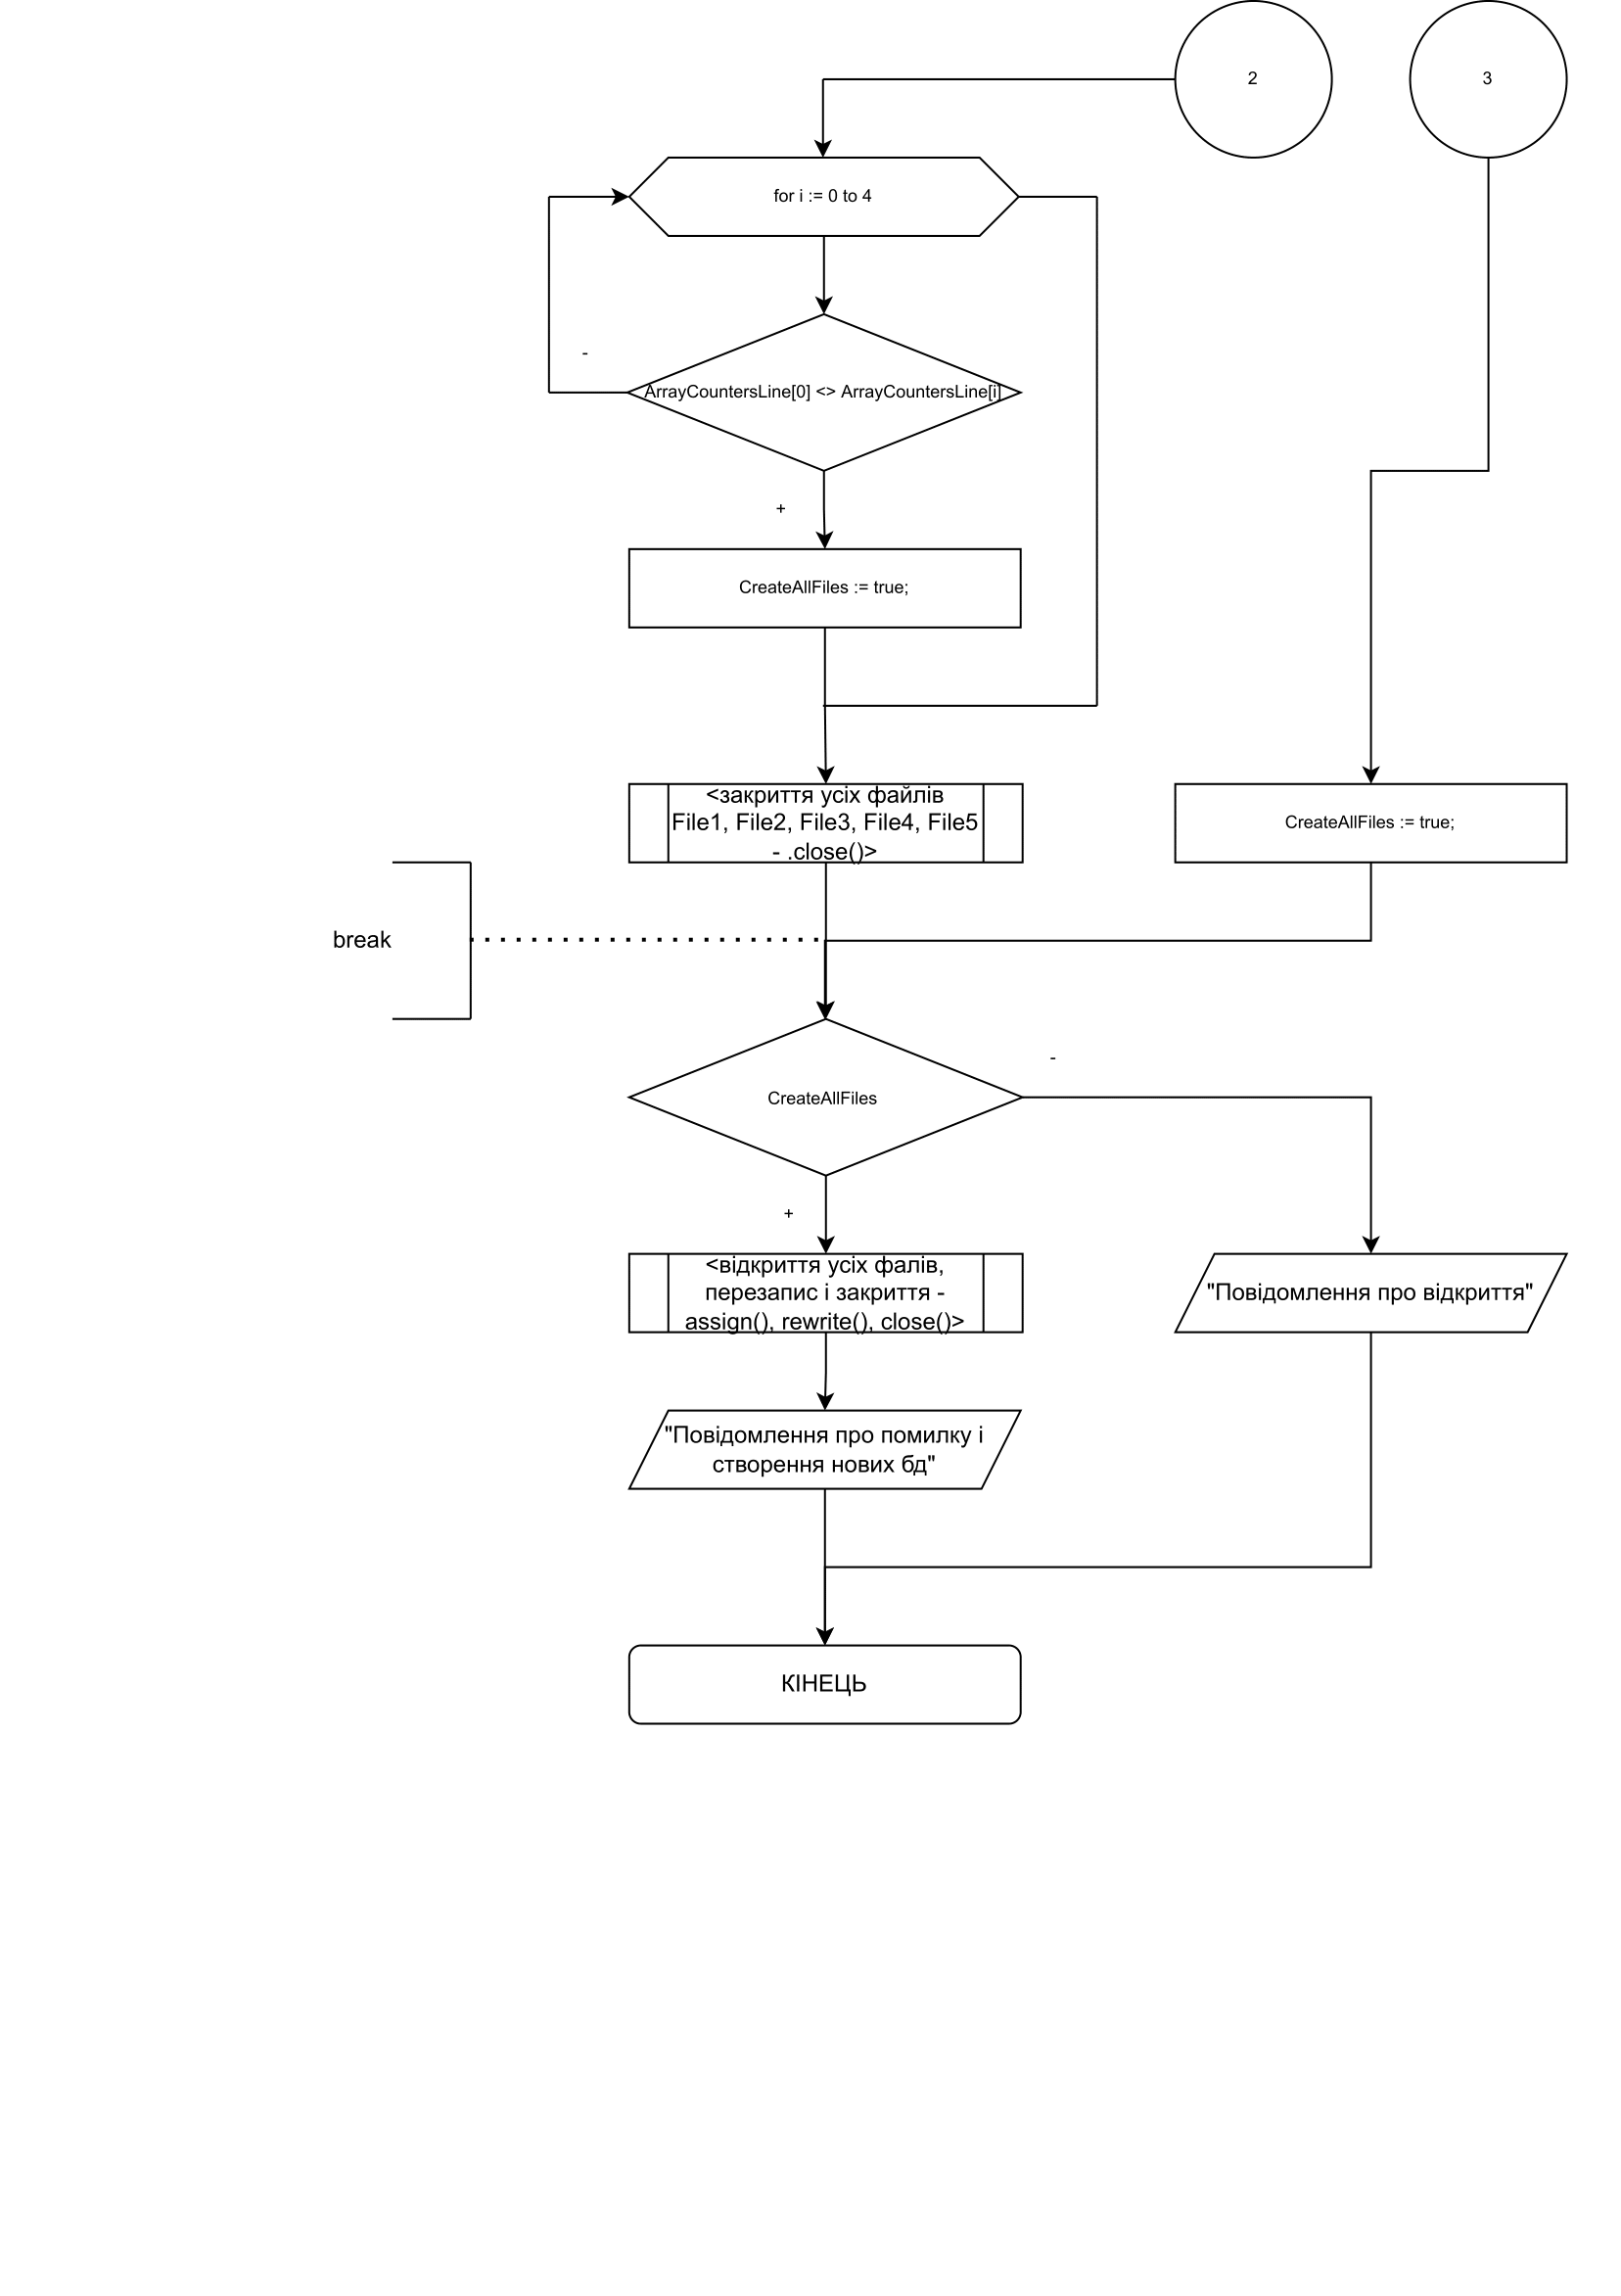 2
3
for i := 0 to 4
-
ArrayCountersLine[0] <> ArrayCountersLine[i]
+
CreateAllFiles := true;
<закриття усіх файлів
File1, File2, File3, File4, File5
- .close()>
CreateAllFiles := true;
break
-
CreateAllFiles
+
<відкриття усіх фалів,
перезапис і закриття -
assign(), rewrite(), close()>
"Повідомлення про відкриття"
"Повідомлення про помилку і
створення нових бд"
КІНЕЦЬ